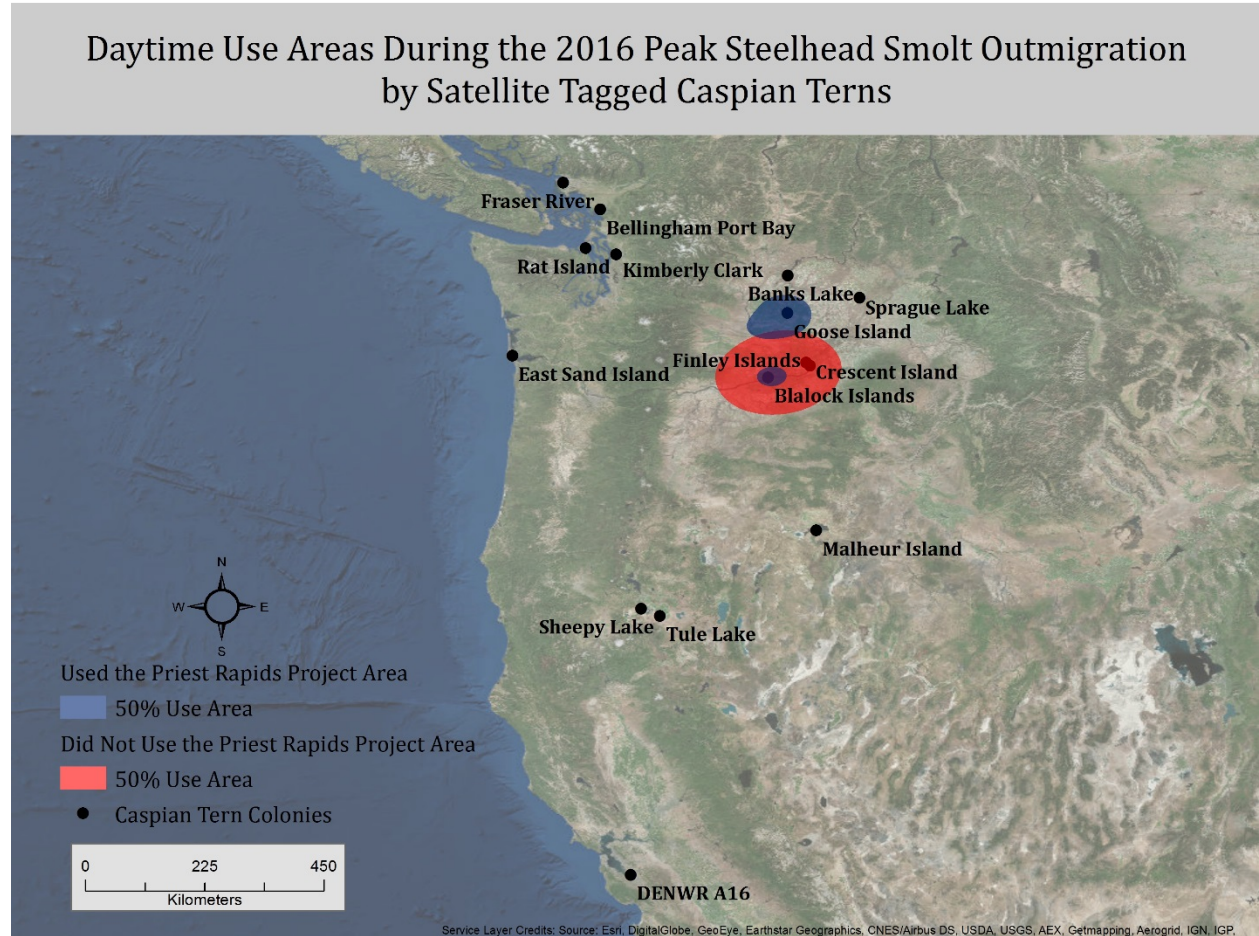 Daytime Use Areas During the 2016 Peak Steelhead Smolt Outmigration
by Satellite Tagged Caspian Terns
Fraser River
Bellingham Port Bay
Rat Island
Kimberly Clark
Banks Lake
Sprague Lake
Goose Island
East Sand Island
Finley Islands
Crescent Island
Blalock Islands
Malheur Island
Sheepy Lake
Tule Lake
N
W
E
S
Used the Priest Rapids Project Area
50% Use Area
Did Not Use the Priest Rapids Project Area
50% Use Area
Caspian Tern Colonies
0 225 450
Kilometers
DENWR A16
Service Layer Credits: Source: Esri, DigitalGlobe, GeoEye, Earthstar Geographics, CNES/Airbus DS, USDA, USGS, AEX, Getmapping, Aerogrid, IGN, IGP,